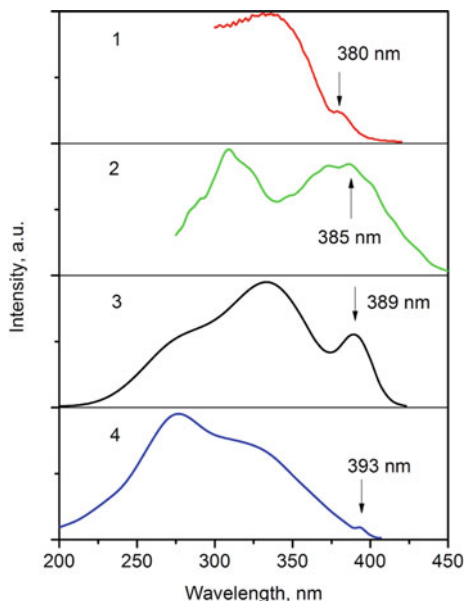 1
380 nm
2
385 nm
3
389 nm
4
393 nm
Intensity, a.u.
200 250 300 350 400 450
Wavelength, nm